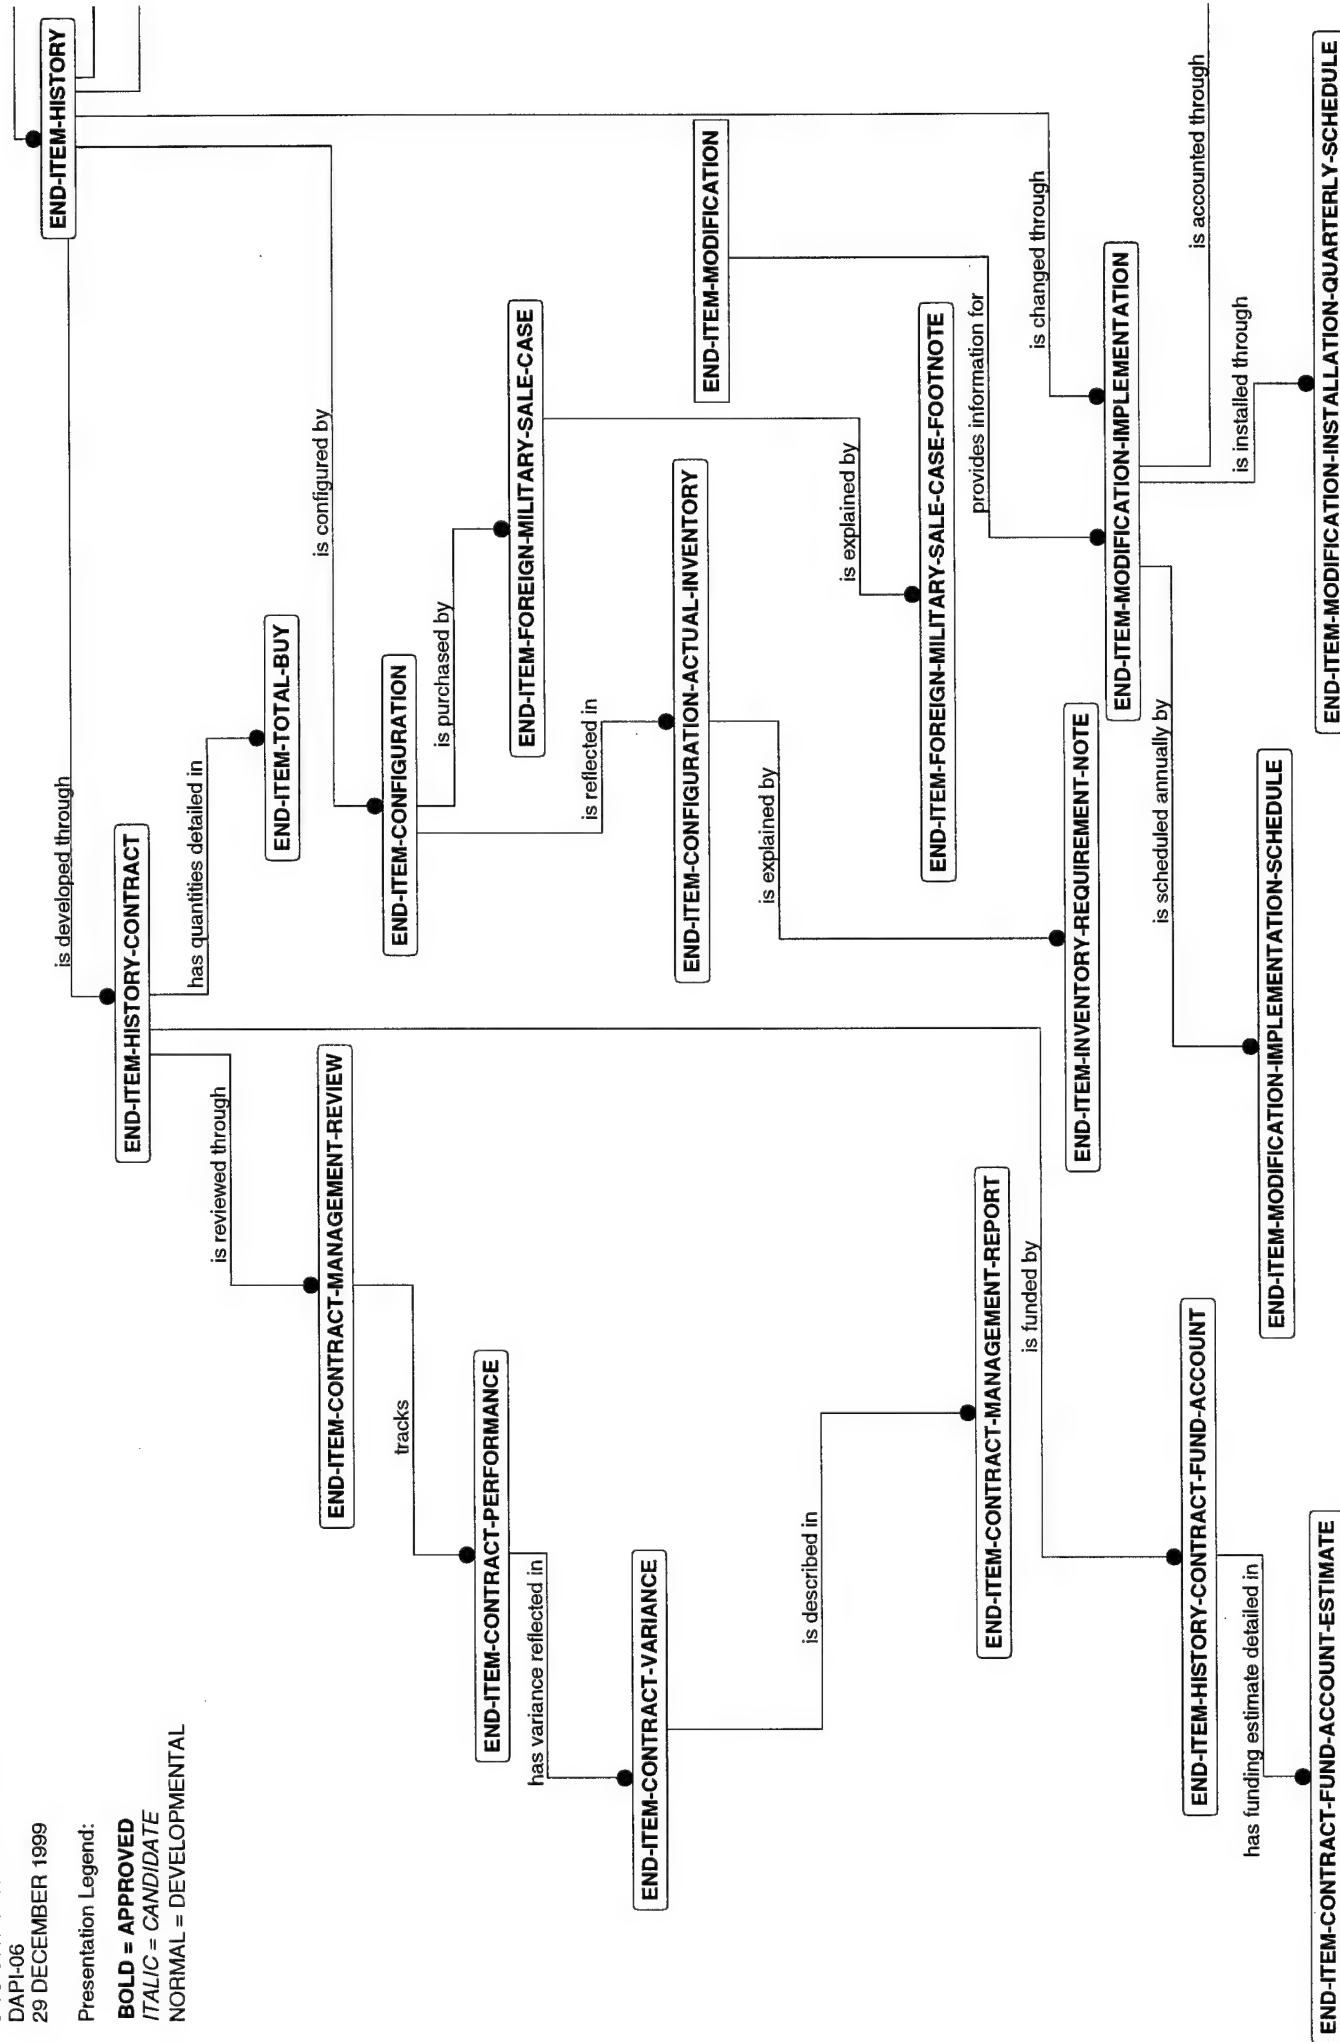 DAPI-06
29 DECEMBER 1999
Presentation Legend:
BOLD = APPROVED
ITALIC = CANDIDATE
NORMAL = DEVELOPMENTAL
END-ITEM-HISTORY
is developed through
END-ITEM-HISTORY-CONTRACT
has quantities detailed in
is reviewed through
END-ITEM-TOTAL-BUY
is configured by
END-ITEM-CONTRACT-MANAGEMENT-REVIEW
END-ITEM-CONFIGURATION
tracks
is purchased by
END-ITEM-CONTRACT-PERFORMANCE
END-ITEM-FOREIGN-MILITARY-SALE-CASE
has variance reflected in
is reflected in
END-ITEM-CONTRACT-VARIANCE
END-ITEM-CONFIGURATION-ACTUAL-INVENTORY
END-ITEM-MODIFICATION
is explained by
is described in
is explained by
END-ITEM-FOREIGN-MILITARY-SALE-CASE-FOOTNOTE
provides information for
END-ITEM-CONTRACT-MANAGEMENT-REPORT
is funded by
is changed through
END-ITEM-INVENTORY-REQUIREMENT-NOTE
END-ITEM-MODIFICATION-IMPLEMENTATION
is scheduled annually by
is accounted through
END-ITEM-HISTORY-CONTRACT-FUND-ACCOUNT
is installed through
has funding estimate detailed in
END-ITEM-MODIFICATION-IMPLEMENTATION-SCHEDULE
END-ITEM-CONTRACT-FUND-ACCOUNT-ESTIMATE
END-ITEM-MODIFICATION-INSTALLATION-QUARTERLY-SCHEDULE